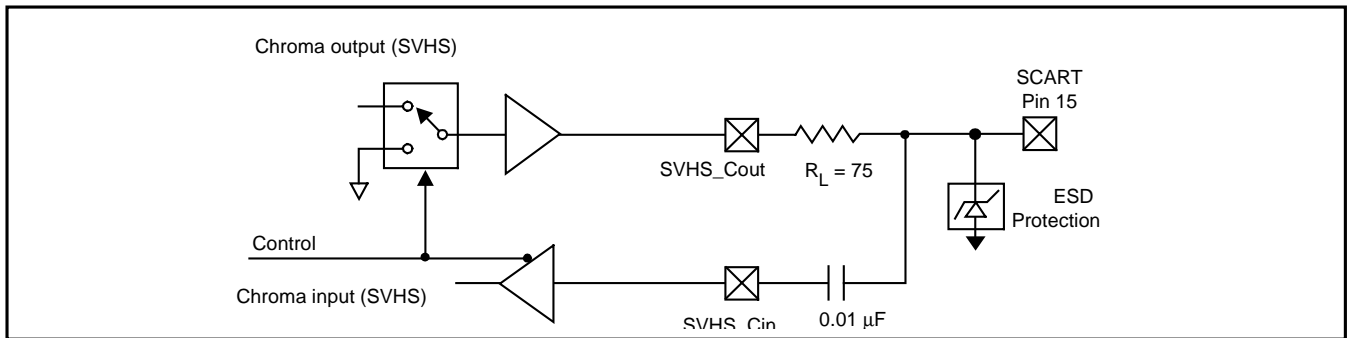 Chroma output (SVHS)
SCART
Pin 15
SVHS_Cout
R_L = 75
ESD
Protection
Control
Chroma input (SVHS)
SVHS_Cin
0.01 μF